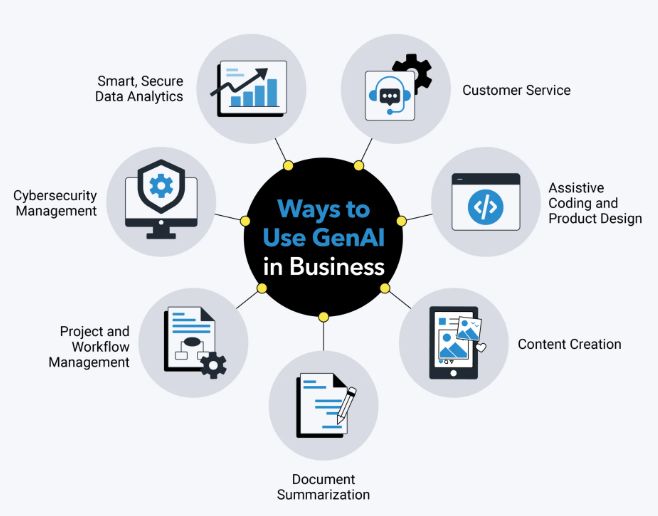 Ways to
Use GenAI
in Business
Customer Service
Assistive
Coding and
Product Design
Content Creation
Document
Summarization
Project and
Workflow
Management
Cybersecurity
Management
Smart, Secure
Data Analytics